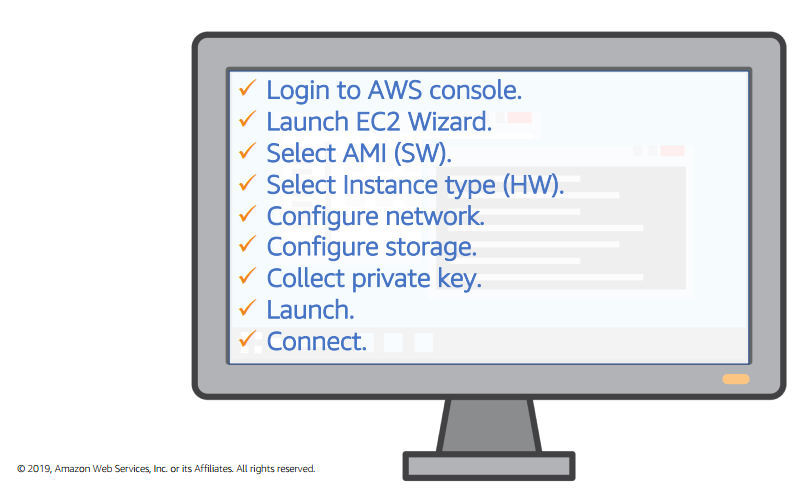 ✓ Login to AWS console.
✓ Launch EC2 Wizard.
✓ Select AMI (SW).
✓ Select Instance type (HW).
✓ Configure network.
✓ Configure storage.
✓ Collect private key.
✓ Launch.
✓ Connect.
© 2019, Amazon Web Services, Inc. or its Affiliates. All rights reserved.